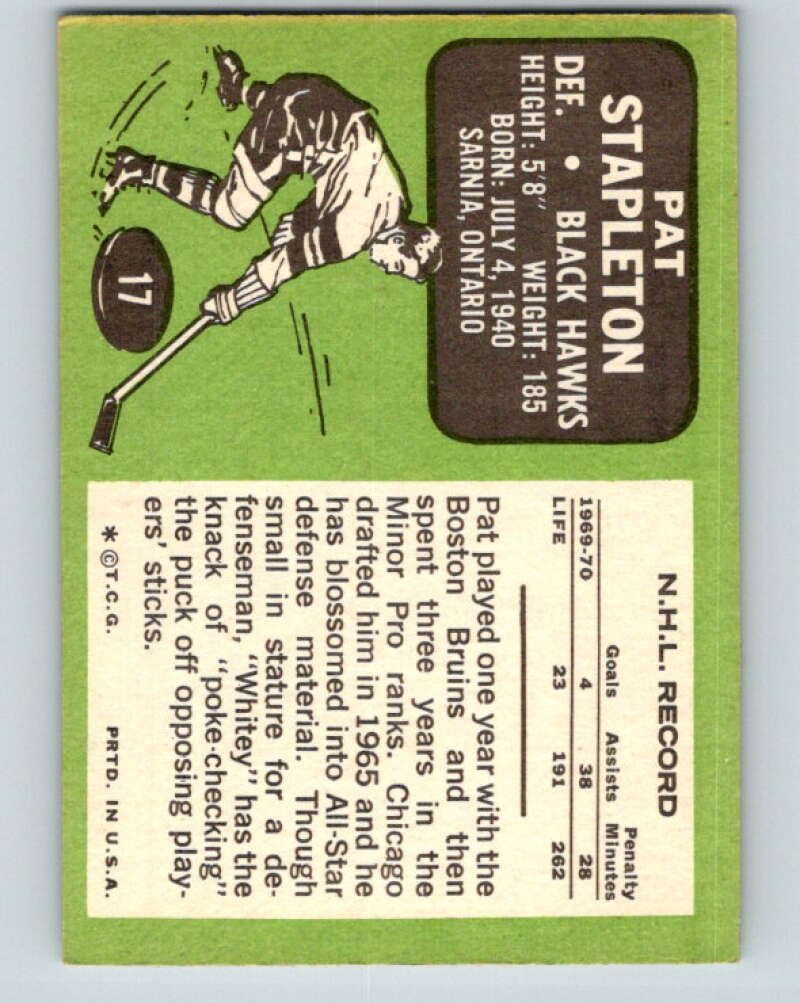 PAT
STAPLETON
DEF. • BLACK HAWKS
HEIGHT: 5'8" WEIGHT: 185
BORN: JULY 4, 1940
SARNIA, ONTARIO
17
N.H.L. RECORD
Goals Assists Penalty Minutes
1969-70 4 38 28
LIFE 23 191 262
Pat played one year with the
Boston Bruins and then
spent three years in the
Minor Pro ranks. Chicago
drafted him in 1965 and he
has blossomed into All-Star
defense material. Though
small in stature for a de-
fenseman, "Whitey" has the
knack of "poke-checking"
the puck off opposing play-
ers' sticks.
* ©T.C.G. PRTD. IN U.S.A.